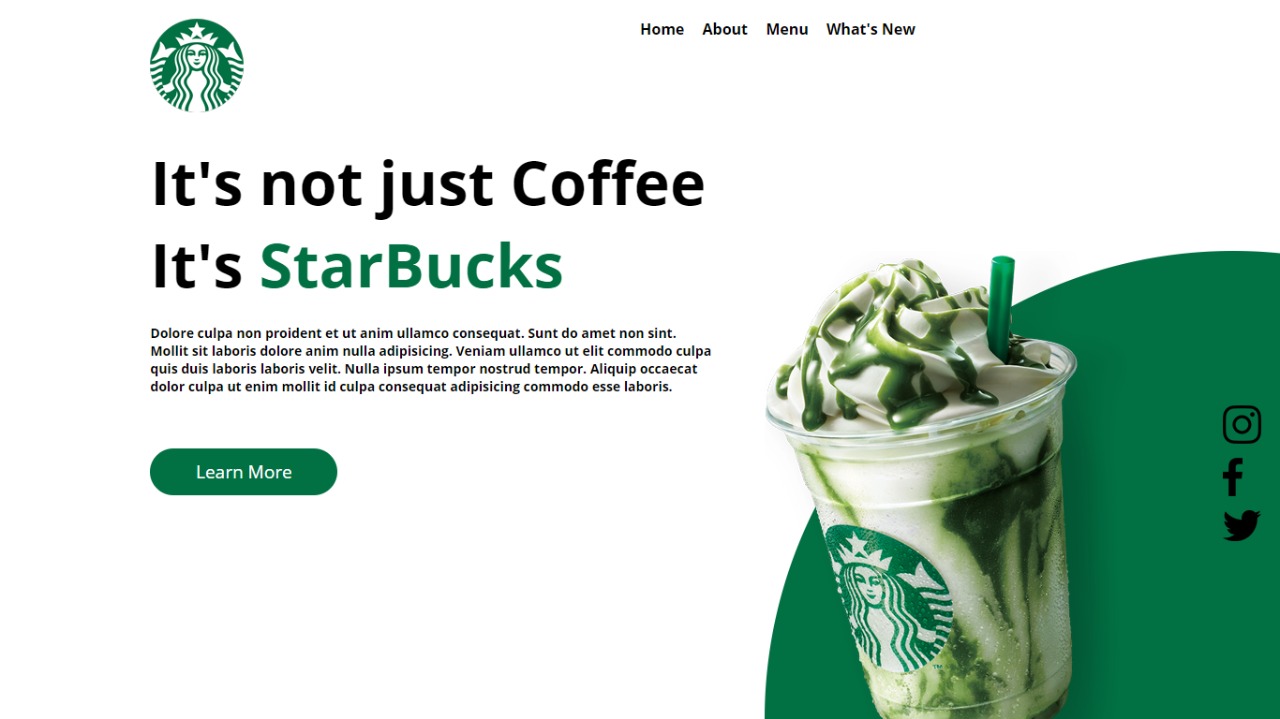 Home About Menu What's New
It's not just Coffee
It's StarBucks
Dolore culpa non proident et ut anim ullamco consequat. Sunt do amet non sint.
Mollit sit laboris dolore anim nulla adipisicing. Veniam ullamco ut elit commodo culpa
quis duis laboris laboris velit. Nulla ipsum tempor nostrud tempor. Aliquip occaecat
dolor culpa ut enim mollit id culpa consequat adipisicing commodo esse laboris.
Learn More
TM